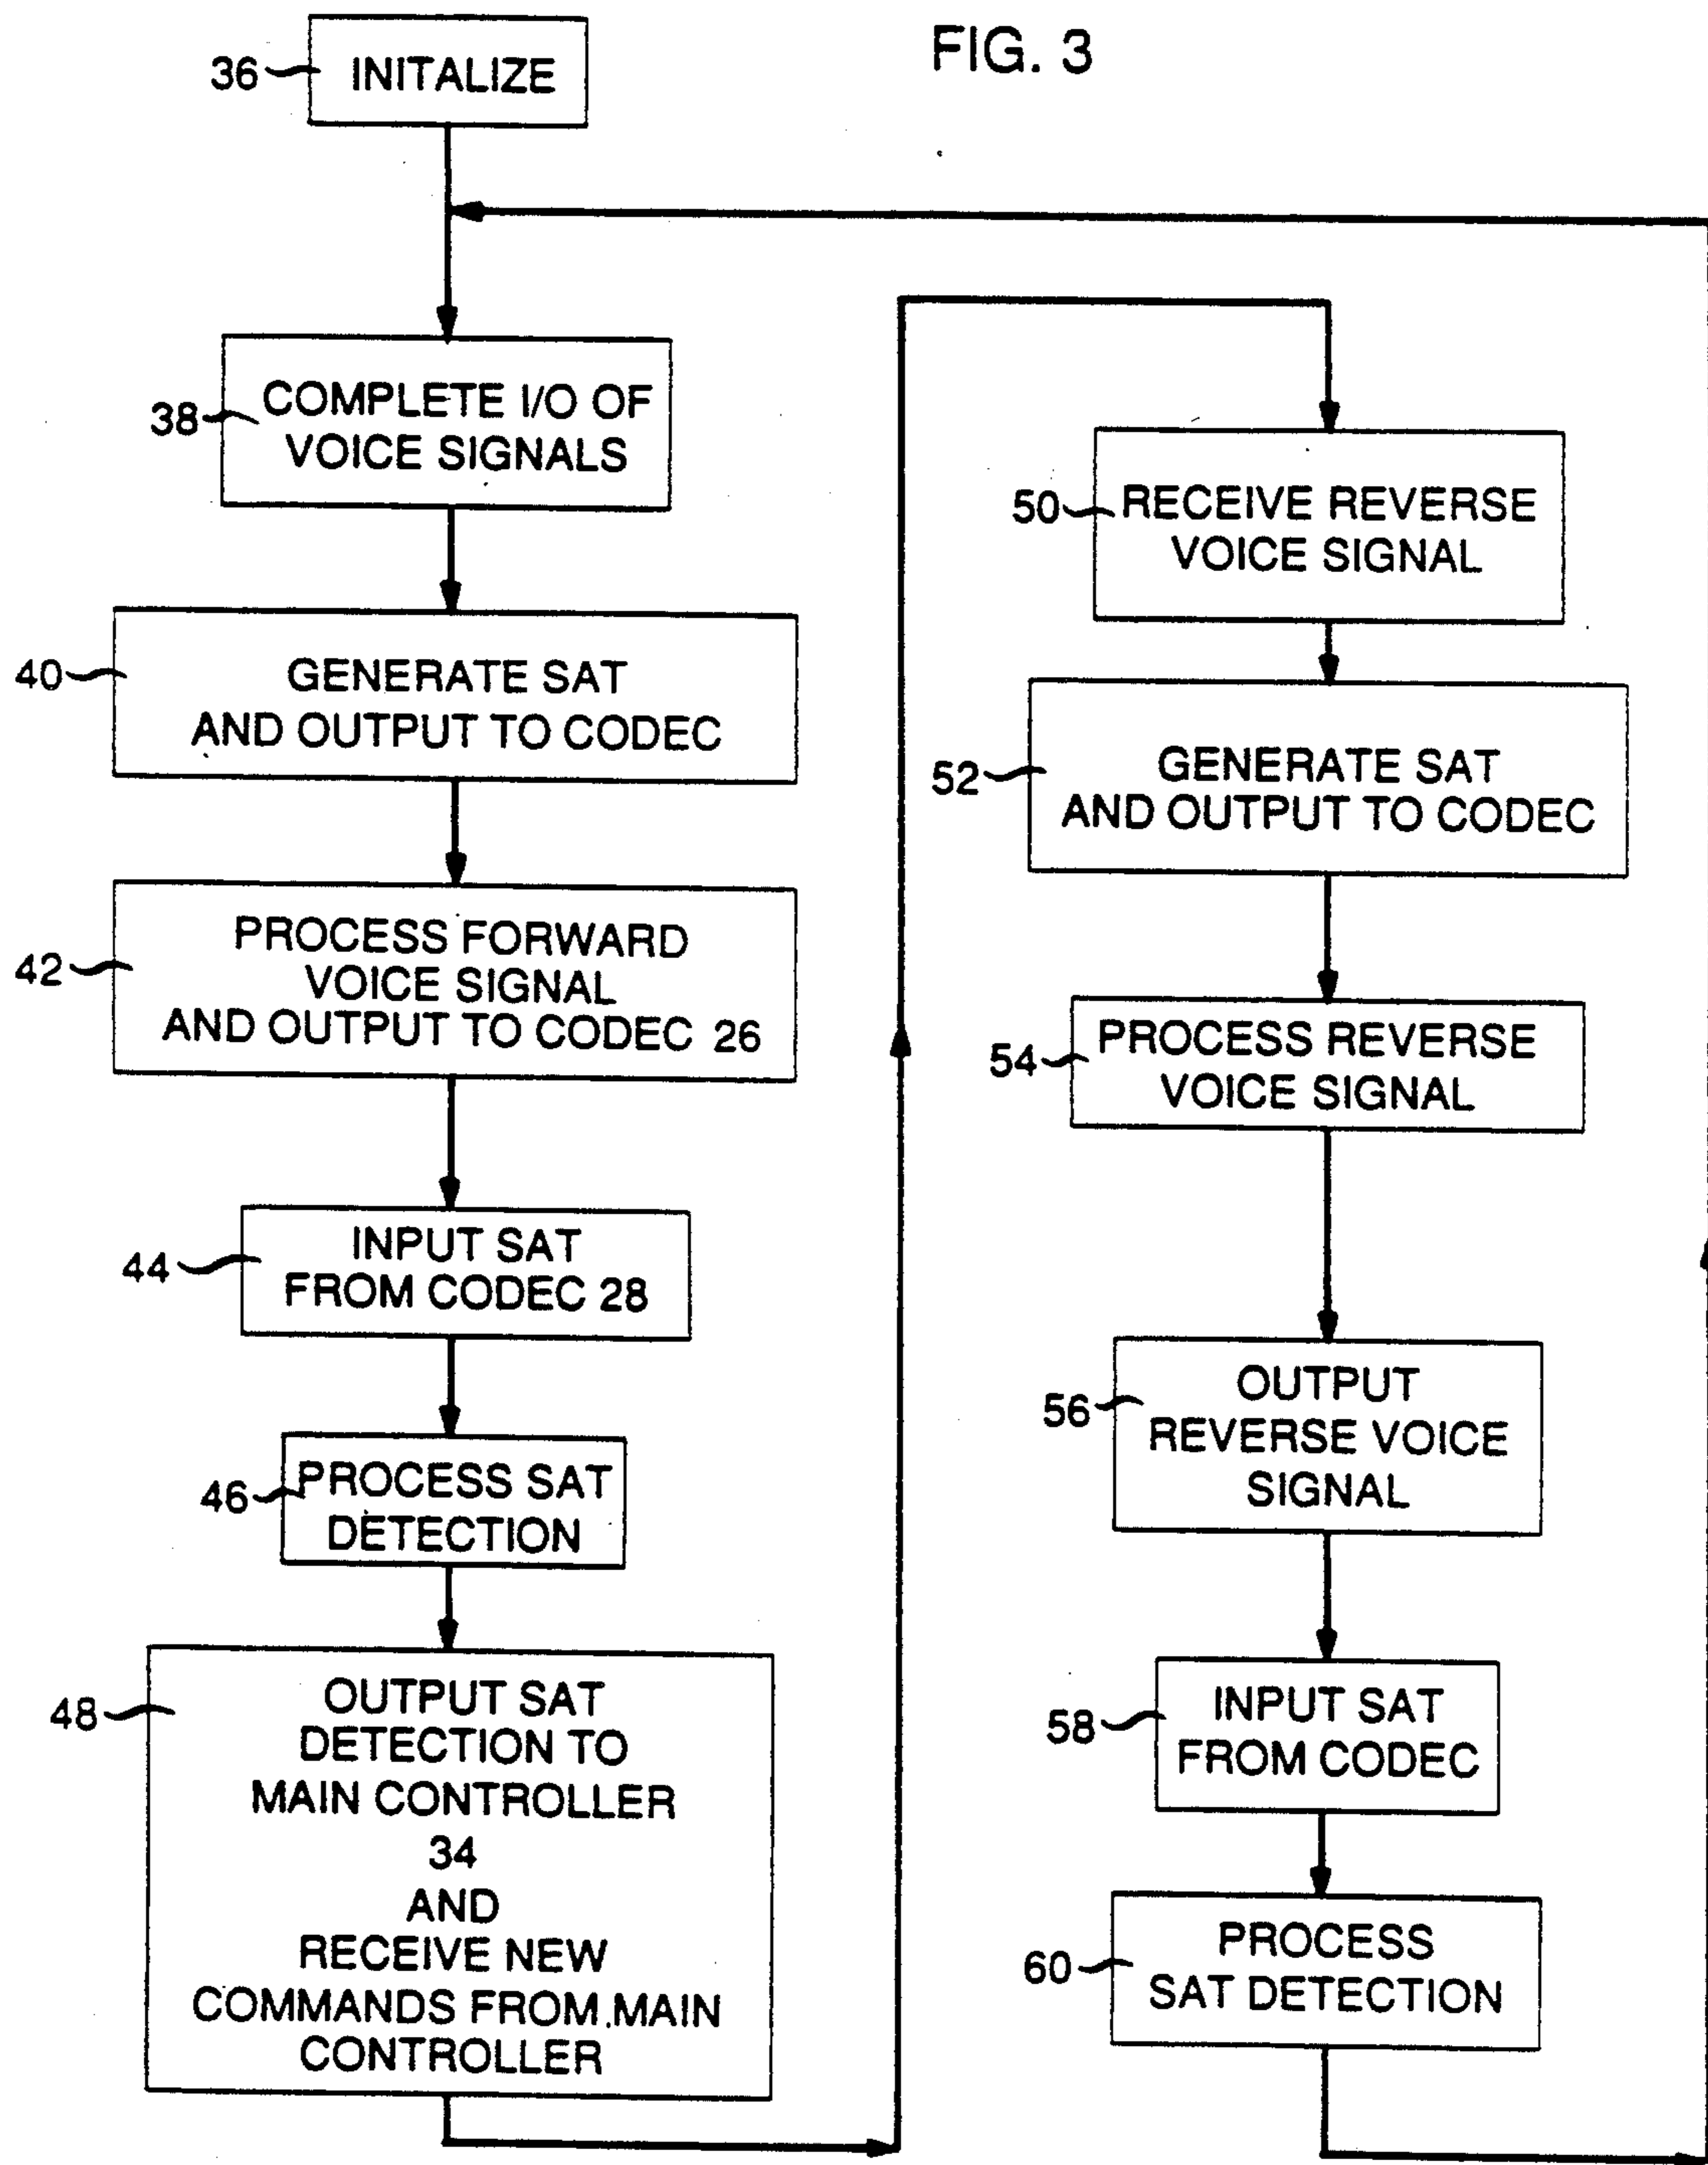 FIG. 3
36
INITALIZE
38
COMPLETE I/O OF
VOICE SIGNALS
40
GENERATE SAT
AND OUTPUT TO CODEC
42
PROCESS FORWARD
VOICE SIGNAL
AND OUTPUT TO CODEC 26
44
INPUT SAT
FROM CODEC 28
46
PROCESS SAT
DETECTION
48
OUTPUT SAT
DETECTION TO
MAIN CONTROLLER
34
AND
RECEIVE NEW
COMMANDS FROM MAIN
CONTROLLER
50
RECEIVE REVERSE
VOICE SIGNAL
52
GENERATE SAT
AND OUTPUT TO CODEC
54
PROCESS REVERSE
VOICE SIGNAL
56
OUTPUT
REVERSE VOICE
SIGNAL
58
INPUT SAT
FROM CODEC
60
PROCESS
SAT DETECTION